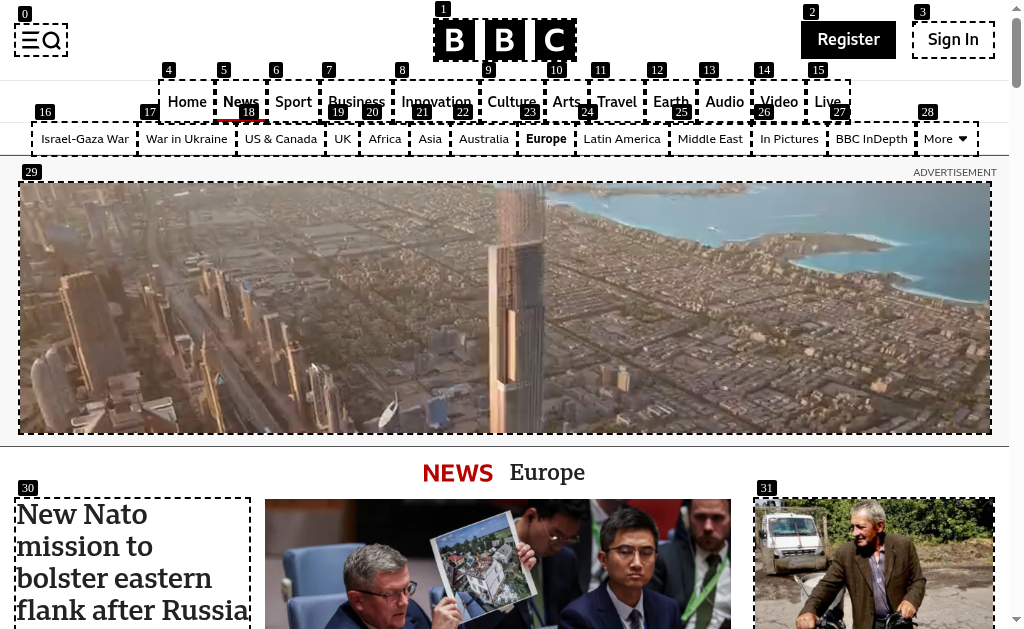 0
1
BBC
2
3
Register
Sign In
4 5 6 7 8 9 10 11 12 13 14 15
Home News Sport Business Innovation Culture Arts Travel Earth Audio Video Live
16 17 18 19 20 21 22 23 24 25 26 27 28
Israel-Gaza War War in Ukraine US & Canada UK Africa Asia Australia Europe Latin America Middle East In Pictures BBC InDepth More
29
ADVERTISEMENT
NEWS Europe
30
31
New Nato
mission to
bolster eastern
flank after Russia